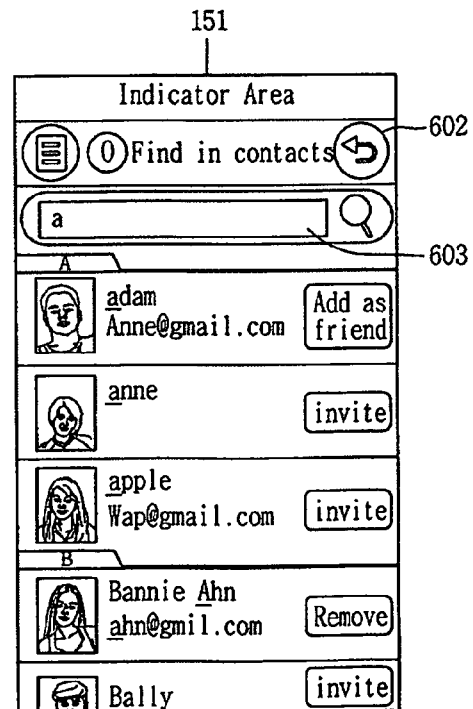 151
Indicator Area
0 Find in contacts
602
a
603
A
adam
Anne@gmail.com
Add as
friend
anne
invite
apple
Wap@gmail.com
invite
B
Bannie Ahn
ahn@gmil.com
Remove
Bally
invite